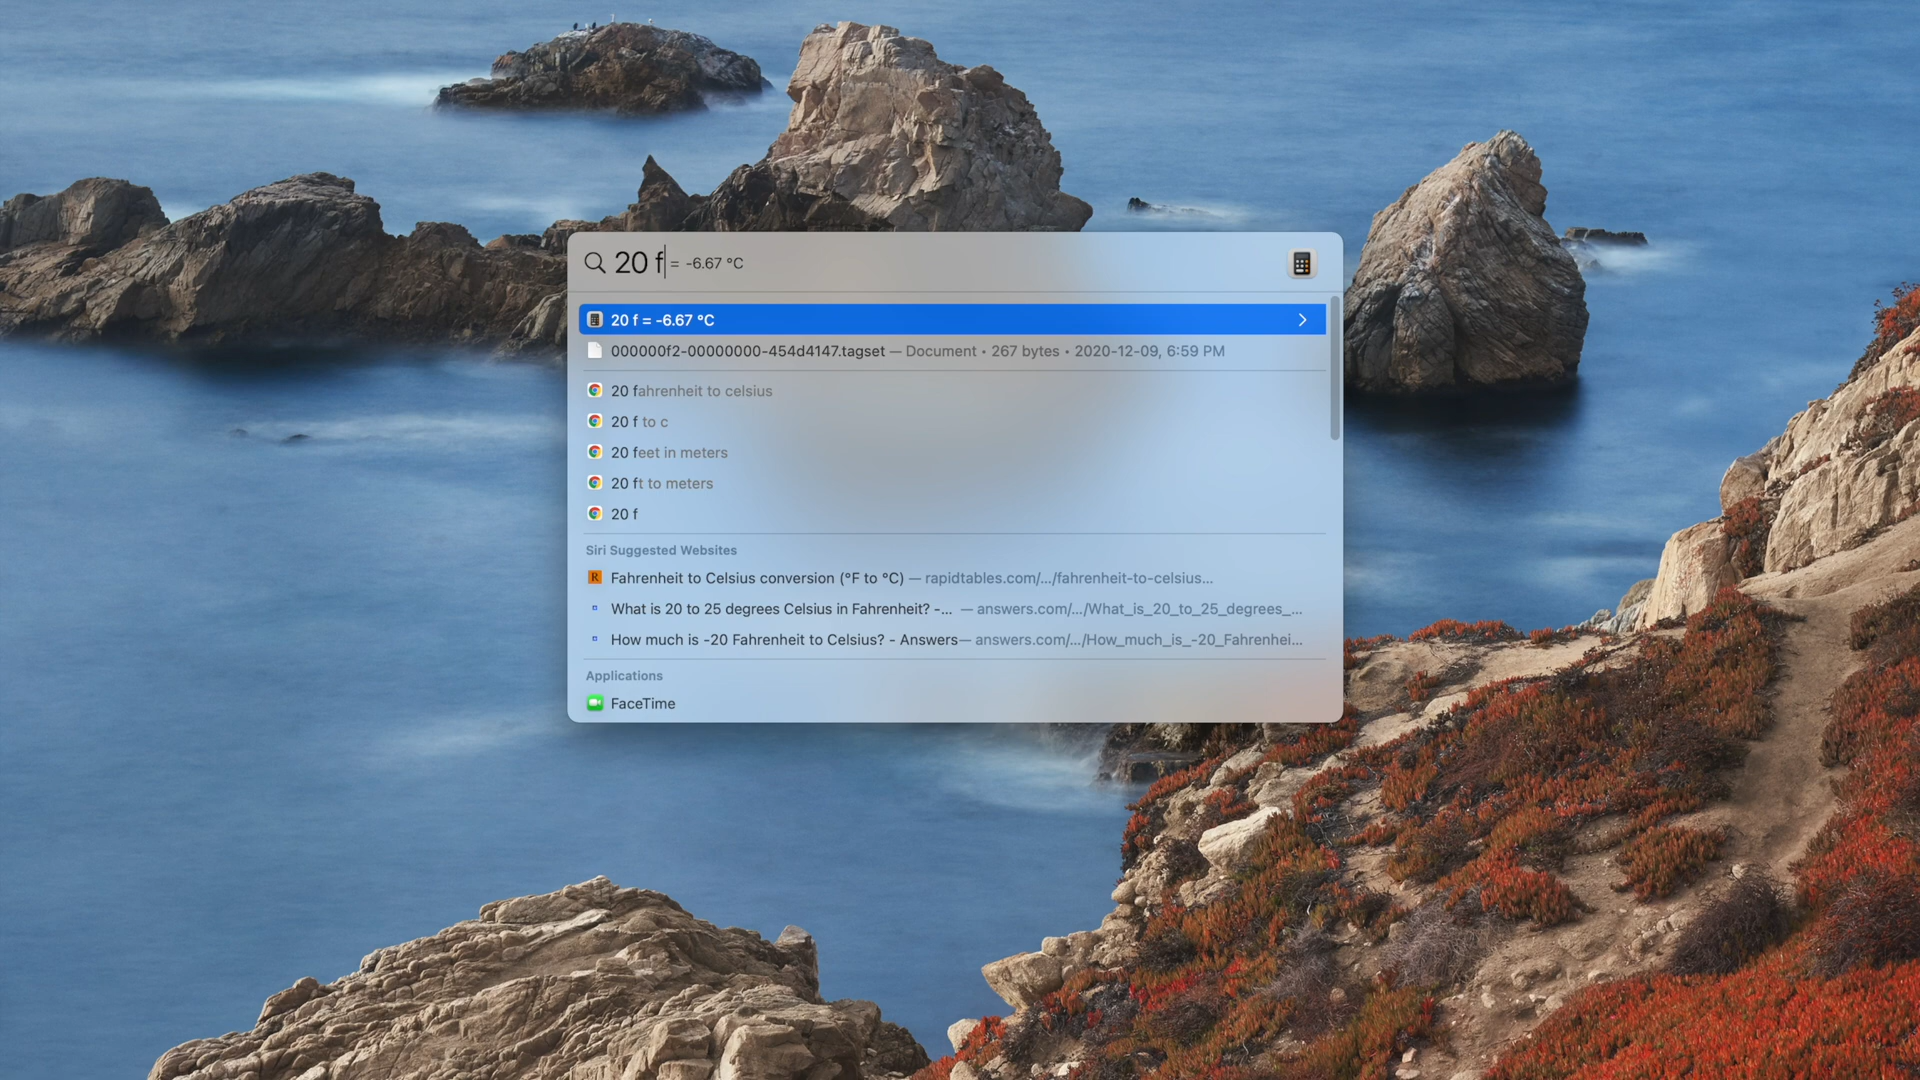 20 f = -6.67 °C
20 f = -6.67 °C
000000f2-00000000-454d4147.tagset — Document • 267 bytes • 2020-12-09, 6:59 PM
20 fahrenheit to celsius
20 f to c
20 feet in meters
20 ft to meters
20 f
Siri Suggested Websites
R Fahrenheit to Celsius conversion (°F to °C) — rapidtables.com/.../fahrenheit-to-celsius...
What is 20 to 25 degrees Celsius in Fahrenheit? -... — answers.com/.../What_is_20_to_25_degrees_...
How much is -20 Fahrenheit to Celsius? - Answers— answers.com/.../How_much_is_-20_Fahrenhei...
Applications
FaceTime